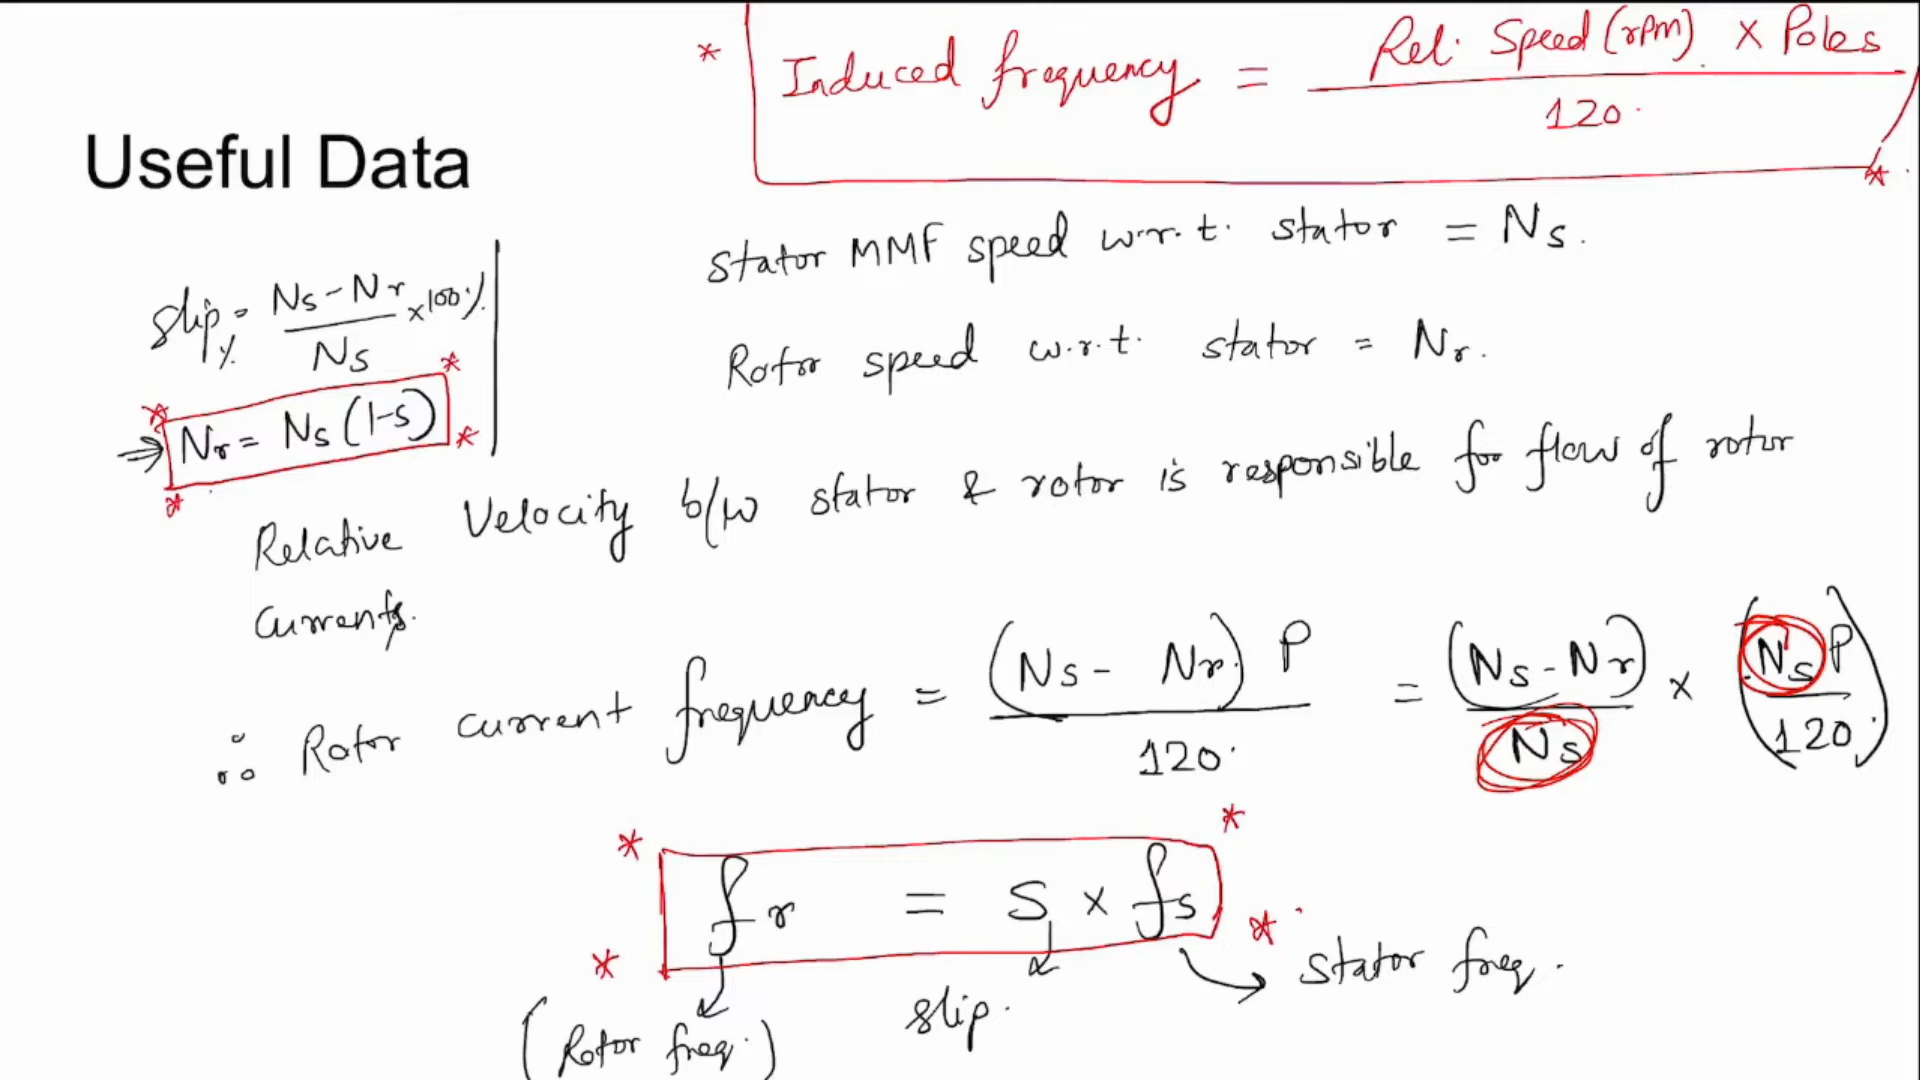 * Induced frequency = Rel. Speed (rpm) × Poles / 120 *
Useful Data
Slip % = Ns - Nr / Ns × 100 %
⇒ Nr = Ns (1-s)
Stator MMF speed w.r.t. stator = Ns.
Rotor speed w.r.t. stator = Nr.
Relative Velocity b/w stator & rotor is responsible for flow of rotor
currents.
∴ Rotor current frequency = (Ns - Nr) P / 120 = (Ns - Nr) / Ns × (Ns P / 120)
fr = S × fs
(Rotor freq.) slip. stator freq.